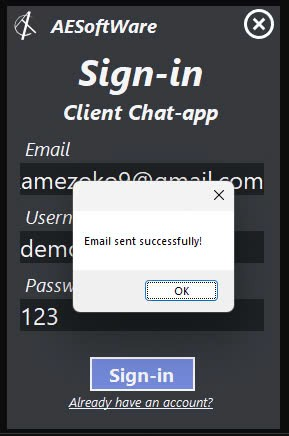 AESoftWare
Sign-in
Client Chat-app
Email
amezoko9@gmail.com
Email sent successfully!
OK
123
Sign-in
Already have an account?